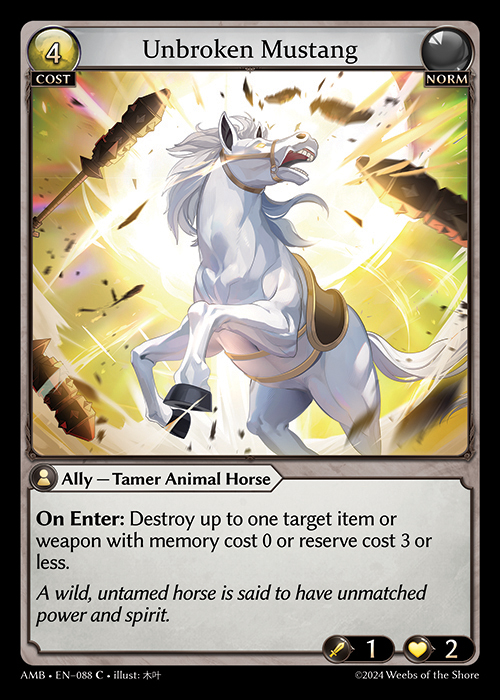 4 Unbroken Mustang
COST NORM
Ally — Tamer Animal Horse
On Enter: Destroy up to one target item or
weapon with memory cost 0 or reserve cost 3 or
less.
A wild, untamed horse is said to have unmatched
power and spirit.
1 2
AMB • EN–088 C • illust: 木叶 ©2024 Weebs of the Shore